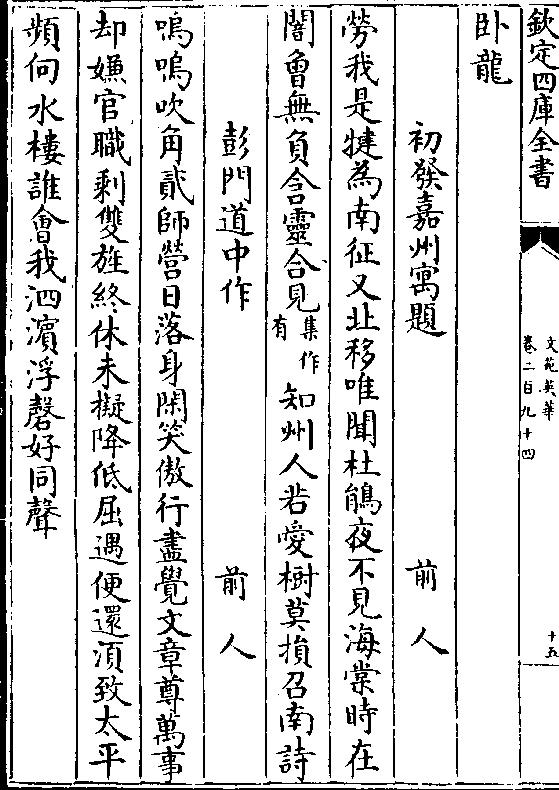 欽定四庫全書
文苑英華
卷二百九十四
十五
卧龍
初發嘉州寓題
前人
勞我是犍為南征又北移唯聞杜鵑夜不見海棠時在
闇曾無負含靈合見集作有知州人若愛樹莫損召南詩
彭門道中作
前人
嗚嗚吹角貳師營日落身閑笑傲行盡覺文章尊萬事
却嫌官職剩雙旌終休未擬降低屈遇便還須致太平
頻向水樓誰會我泗濵浮磬好同聲